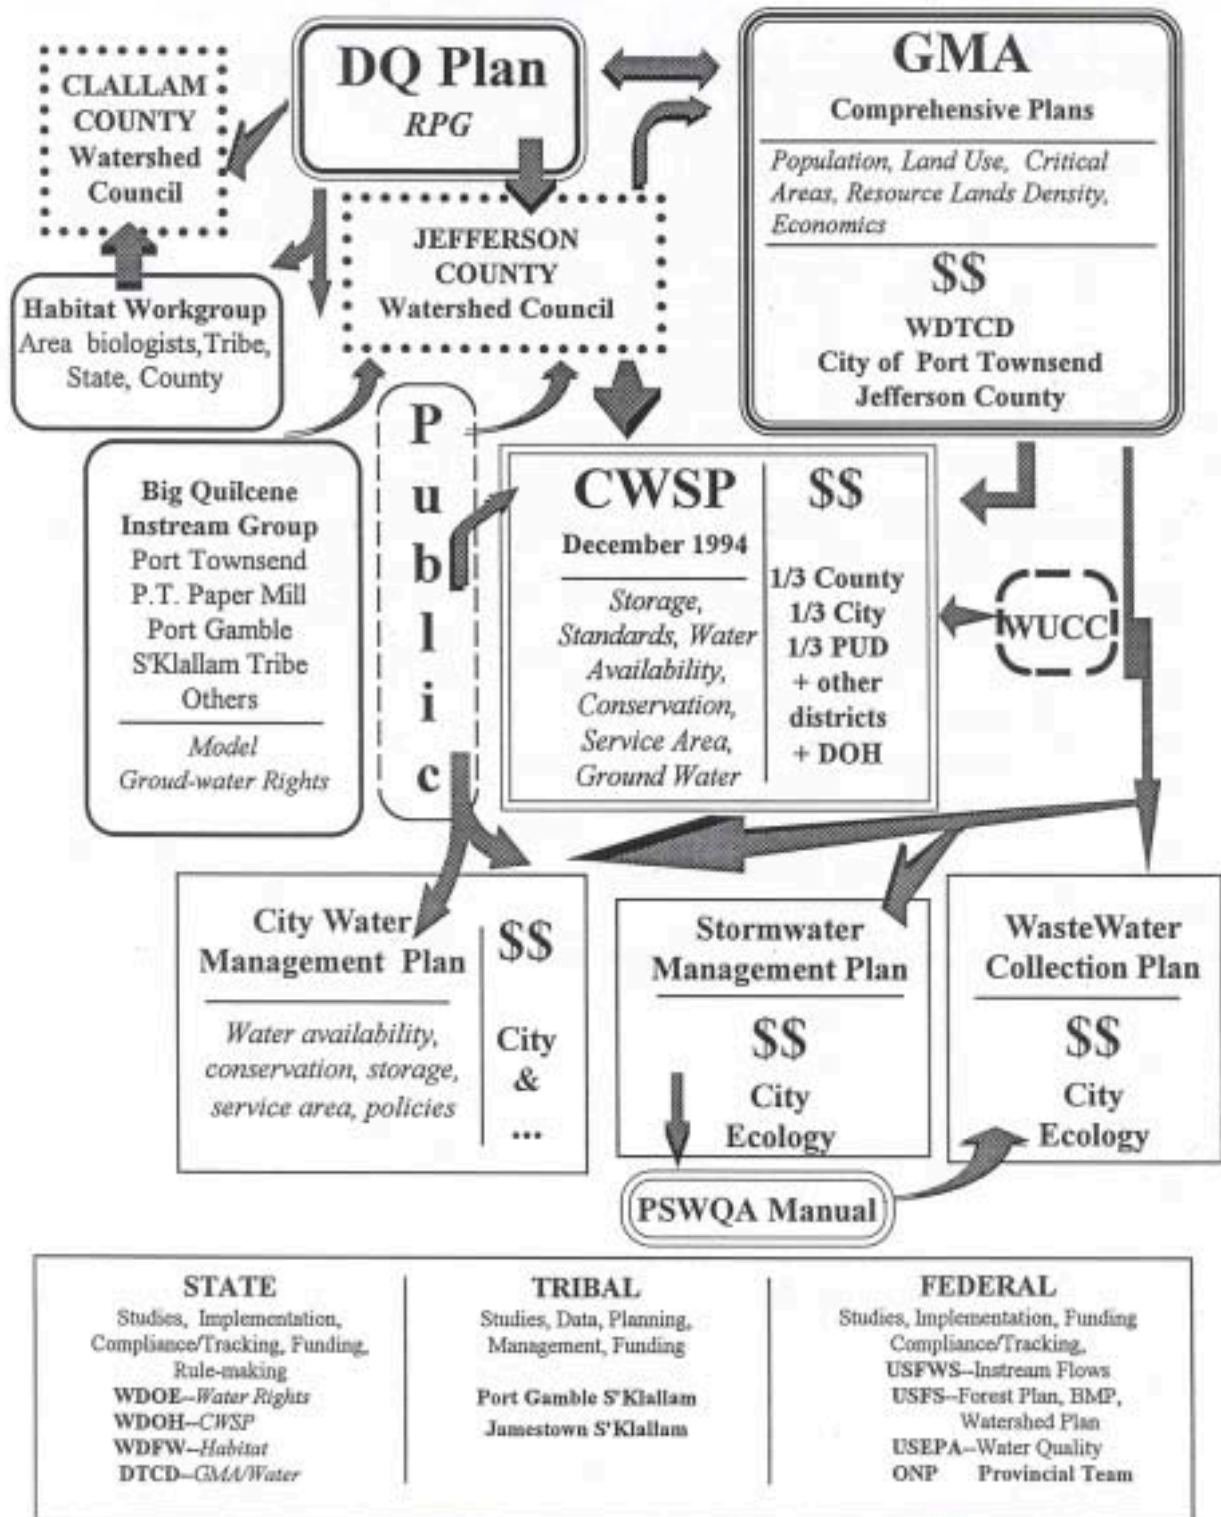 CLALLAM
COUNTY
Watershed
Council
DQ Plan
RPG
GMA
Comprehensive Plans
Population, Land Use, Critical
Areas, Resource Lands Density,
Economics
$$
WDTCD
City of Port Townsend
Jefferson County
JEFFERSON
COUNTY
Watershed Council
Habitat Workgroup
Area biologists,Tribe,
State, County
Big Quilcene
Instream Group
Port Townsend
P.T. Paper Mill
Port Gamble
S'Klallam Tribe
Others
Model
Groud-water Rights
P
u
b
l
i
c
CWSP
December 1994
Storage,
Standards, Water
Availability,
Conservation,
Service Area,
Ground Water
$$
1/3 County
1/3 City
1/3 PUD
+ other
districts
+ DOH
WUCC
City Water
Management Plan
Water availability,
conservation, storage,
service area, policies
$$
City
&
...
Stormwater
Management Plan
$$
City
Ecology
WasteWater
Collection Plan
$$
City
Ecology
PSWQA Manual
STATE
Studies, Implementation,
Compliance/Tracking, Funding,
Rule-making
WDOE--Water Rights
WDOH--CWSP
WDFW--Habitat
DTCD--GMA/Water
TRIBAL
Studies, Data, Planning,
Management, Funding
Port Gamble S'Klallam
Jamestown S'Klallam
FEDERAL
Studies, Implementation, Funding
Compliance/Tracking,
USFWS--Instream Flows
USFS--Forest Plan, BMP,
Watershed Plan
USEPA--Water Quality
ONP Provincial Team